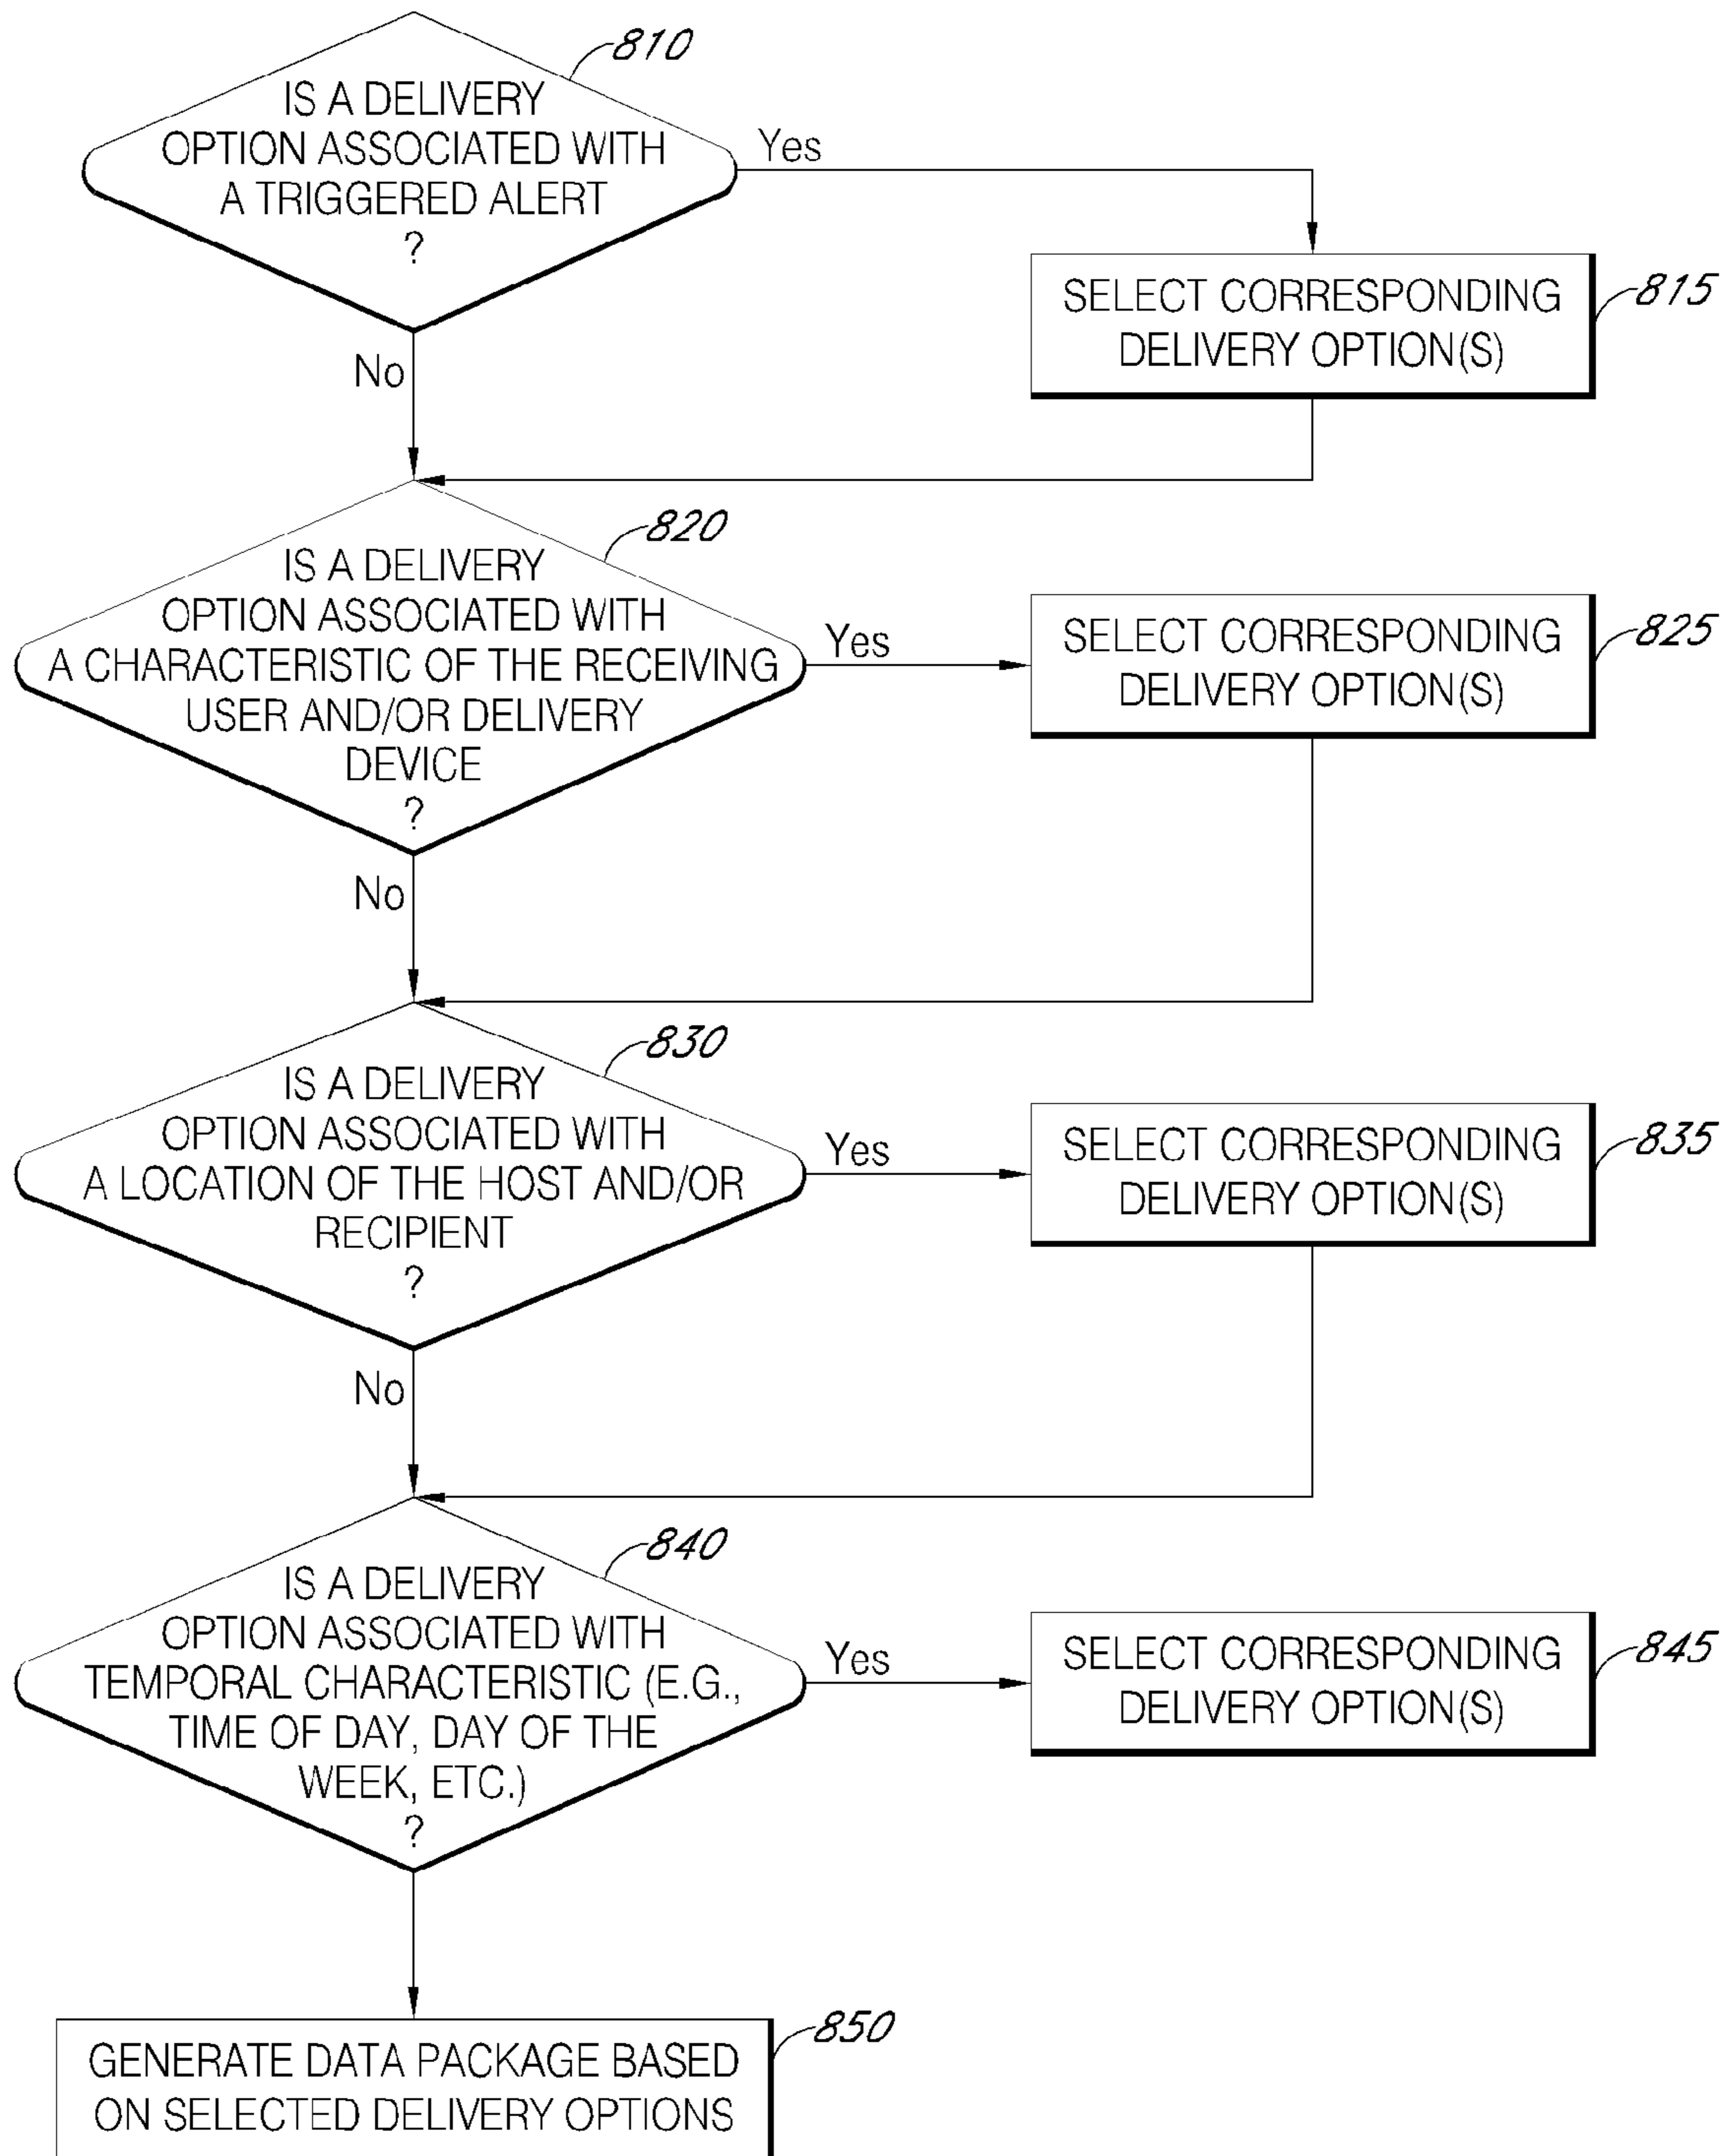 810
IS A DELIVERY
OPTION ASSOCIATED WITH
A TRIGGERED ALERT
?
Yes
No
SELECT CORRESPONDING
DELIVERY OPTION(S)
815
820
IS A DELIVERY
OPTION ASSOCIATED WITH
A CHARACTERISTIC OF THE RECEIVING
USER AND/OR DELIVERY
DEVICE
?
Yes
No
SELECT CORRESPONDING
DELIVERY OPTION(S)
825
830
IS A DELIVERY
OPTION ASSOCIATED WITH
A LOCATION OF THE HOST AND/OR
RECIPIENT
?
Yes
No
SELECT CORRESPONDING
DELIVERY OPTION(S)
835
840
IS A DELIVERY
OPTION ASSOCIATED WITH
TEMPORAL CHARACTERISTIC (E.G.,
TIME OF DAY, DAY OF THE
WEEK, ETC.)
?
Yes
SELECT CORRESPONDING
DELIVERY OPTION(S)
845
850
GENERATE DATA PACKAGE BASED
ON SELECTED DELIVERY OPTIONS